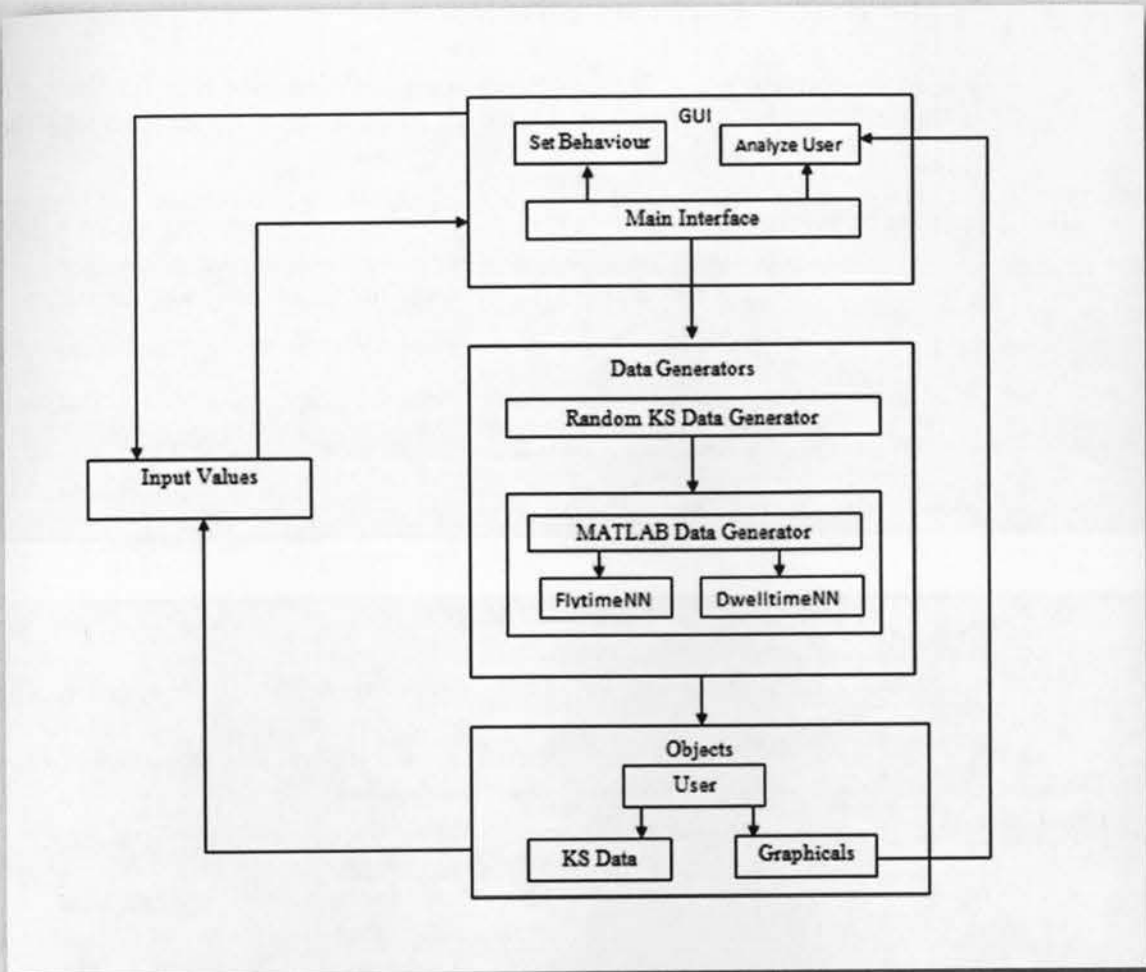 GUI
Set Behaviour
Analyze User
Main Interface
Input Values
Data Generators
Random KS Data Generator
MATLAB Data Generator
FlytimeNN
DwelltimeNN
Objects
User
KS Data
Graphicals